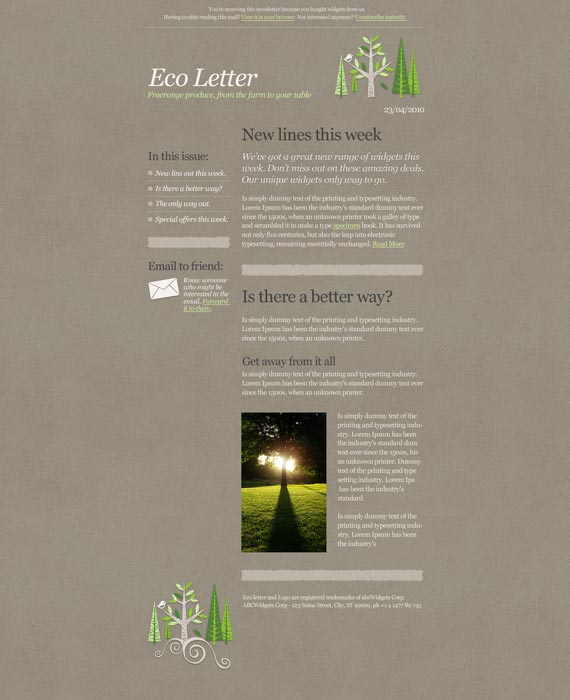 You're receiving this newsletter because you bought widgets from us.
Having trouble reading this mail? View it in your browser. Not interested anymore? Unsubscribe instantly.
Eco Letter
Freerange produce, from the farm to your table
23/04/2010
In this issue:
New lins out this week.
Is there a better way?
The only way out.
Special offers this week.
Email to friend:
Know someone
who might be
interested in the
email. Forward
it to them.
New lines this week
We've got a great new range of widgets this
week. Don't miss out on these amazing deals.
Our unique widgets only way to go.
Is simply dummy text of the printing and typesetting industry.
Lorem Ipsum has been the industry's standard dummy text ever
since the 1500s, when an unknown printer took a galley of type
and scrambled it to make a type specimen book. It has survived
not only five centuries, but also the leap into electronic
typesetting, remaining essentially unchanged. Read More
Is there a better way?
Is simply dummy text of the printing and typesetting industry.
Lorem Ipsum has been the industry's standard dummy text ever
since the 1500s, when an unknown printer.
Get away from it all
Is simply dummy text of the printing and typesetting industry.
Lorem Ipsum has been the industry's standard dummy text ever
since the 1500s, when an unknown printer.
Is simply dummy text of the
printing and typesetting indu-
stry. Lorem Ipsum has been
the industry's standard dum
text ever since the 1500s, his
an unknown printer. Dummy
text of the printing and type
setting industry. Lorem Ips
has been the industry's
standard.
Is simply dummy text of the
printing and typesetting indu-
stry. Lorem Ipsum has been
the industry's
Eco letter and Logo are registered trademarks of abcWidgets Corp.
ABCWidgets Corp - 123 Some Street, City, ST 99999. ph +1 4 1477 89 745